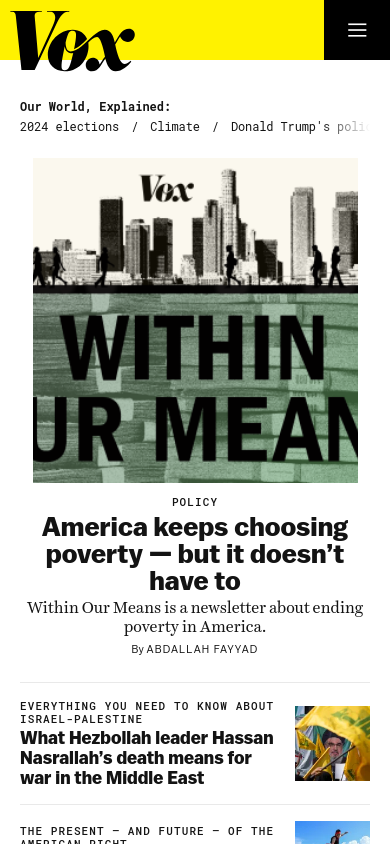 Vox
Our World, Explained:
2024 elections / Climate / Donald Trump's poli
Vox
WITHIN
UR MEAN
POLICY
America keeps choosing
poverty — but it doesn’t
have to
Within Our Means is a newsletter about ending
poverty in America.
By ABDALLAH FAYYAD
EVERYTHING YOU NEED TO KNOW ABOUT
ISRAEL-PALESTINE
What Hezbollah leader Hassan
Nasrallah’s death means for
war in the Middle East
THE PRESENT — AND FUTURE — OF THE
AMERICAN RIGHT